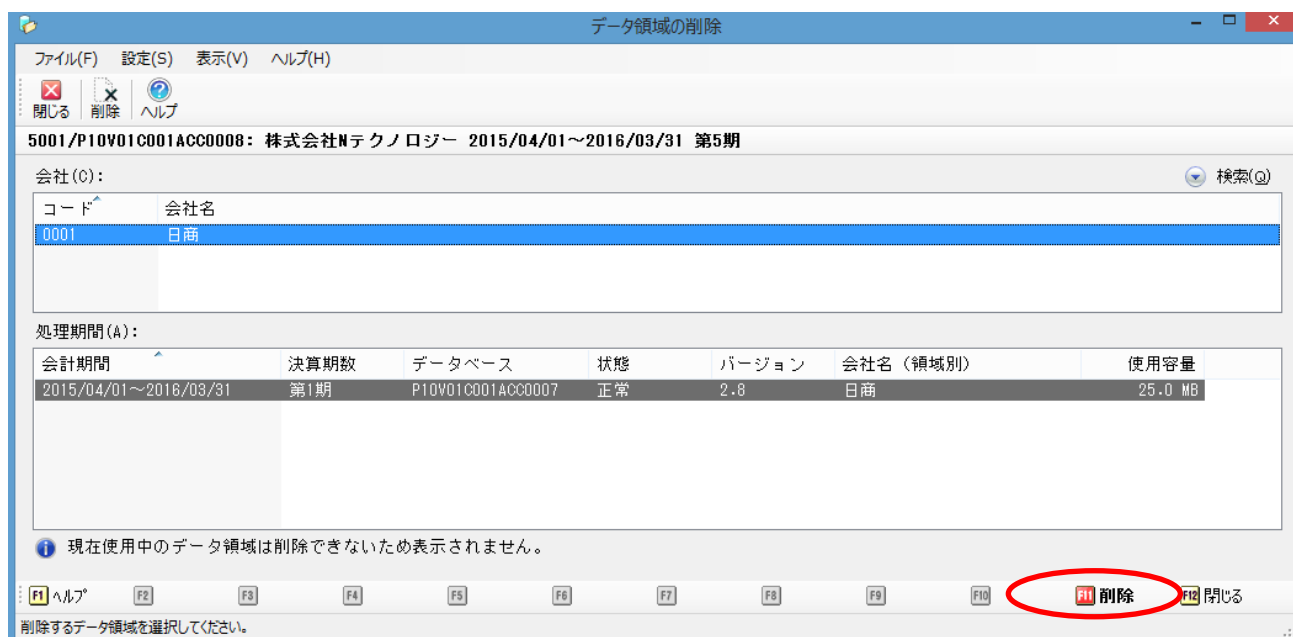 データ領域の削除
ファイル(F) 設定(S) 表示(V) ヘルプ(H)
閉じる 削除 ヘルプ
5001/P10V01C001ACC0008: 株式会社Nテクノロジー 2015/04/01～2016/03/31 第5期
会社(C): 検索(Q)
コード 会社名
0001 日商
処理期間(A):
会計期間 決算期数 データベース 状態 バージョン 会社名（領域別） 使用容量
2015/04/01～2016/03/31 第1期 P10V01C001ACC0007 正常 2.8 日商 25.0 MB
現在使用中のデータ領域は削除できないため表示されません。
F1 ヘルプ F2 F3 F4 F5 F6 F7 F8 F9 F10 F11 削除 F12 閉じる
削除するデータ領域を選択してください。